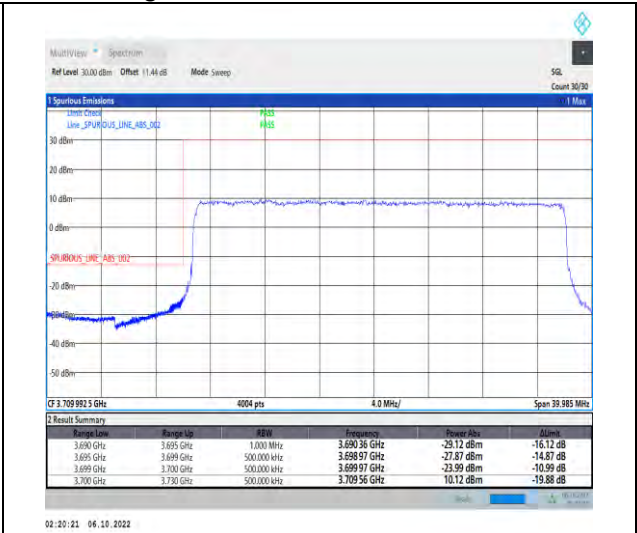 MultiView Spectrum
Ref Level 30.00 dBm Offset 11.44 dB Mode Sweep SGL
Count 30/30
1 Spurious Emissions 1 Max
Limit Check PASS
Line _SPURIOUS_LINE_ABS_002 PASS
30 dBm
20 dBm
10 dBm
0 dBm
SPURIOUS_LINE_ABS_002
-20 dBm
-30 dBm
-40 dBm
-50 dBm
CF 3.709 992 5 GHz 4004 pts 4.0 MHz/ Span 39.985 MHz
2 Result Summary
Range Low Range Up RBW Frequency Power Abs ΔLimit
3.690 GHz 3.695 GHz 1.000 MHz 3.690 36 GHz -29.12 dBm -16.12 dB
3.695 GHz 3.699 GHz 500.000 kHz 3.698 97 GHz -27.87 dBm -14.87 dB
3.699 GHz 3.700 GHz 500.000 kHz 3.699 97 GHz -23.99 dBm -10.99 dB
3.700 GHz 3.730 GHz 500.000 kHz 3.709 56 GHz 10.12 dBm -19.88 dB
02:20:21 06.10.2022